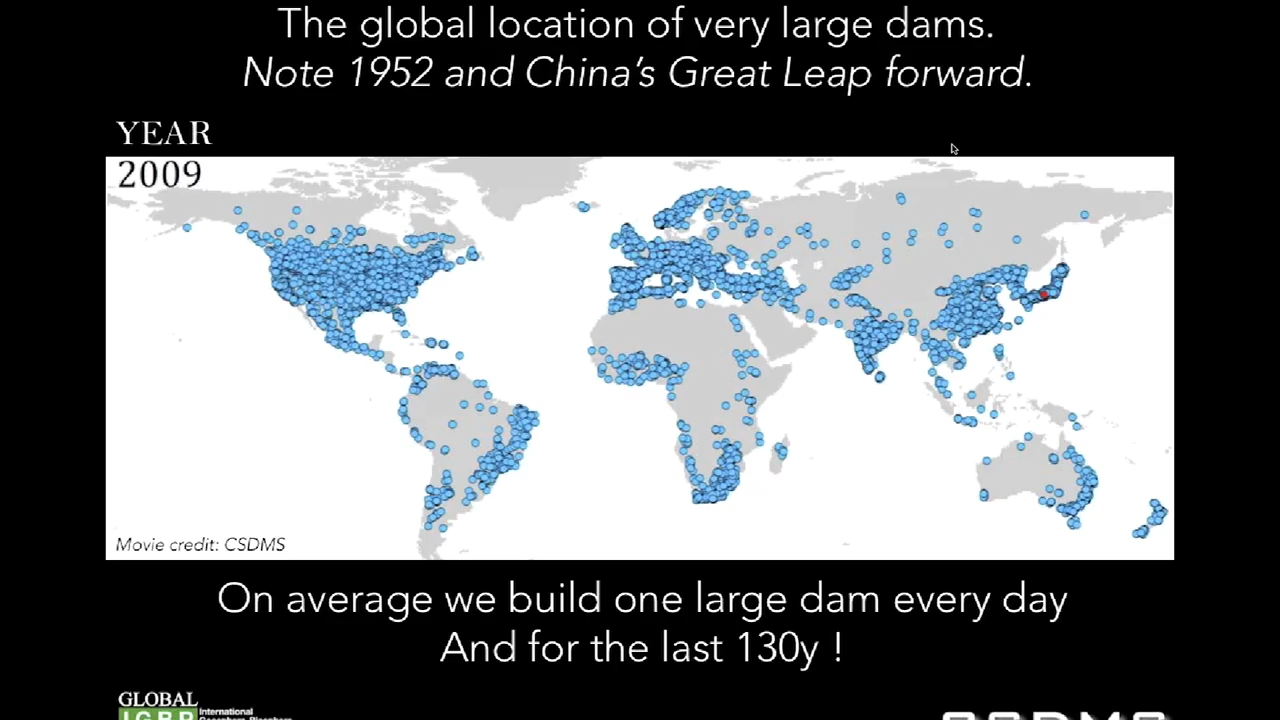 The global location of very large dams.
Note 1952 and China's Great Leap forward.
YEAR
2009
Movie credit: CSDMS
On average we build one large dam every day
And for the last 130y !
GLOBAL
IGBP
International